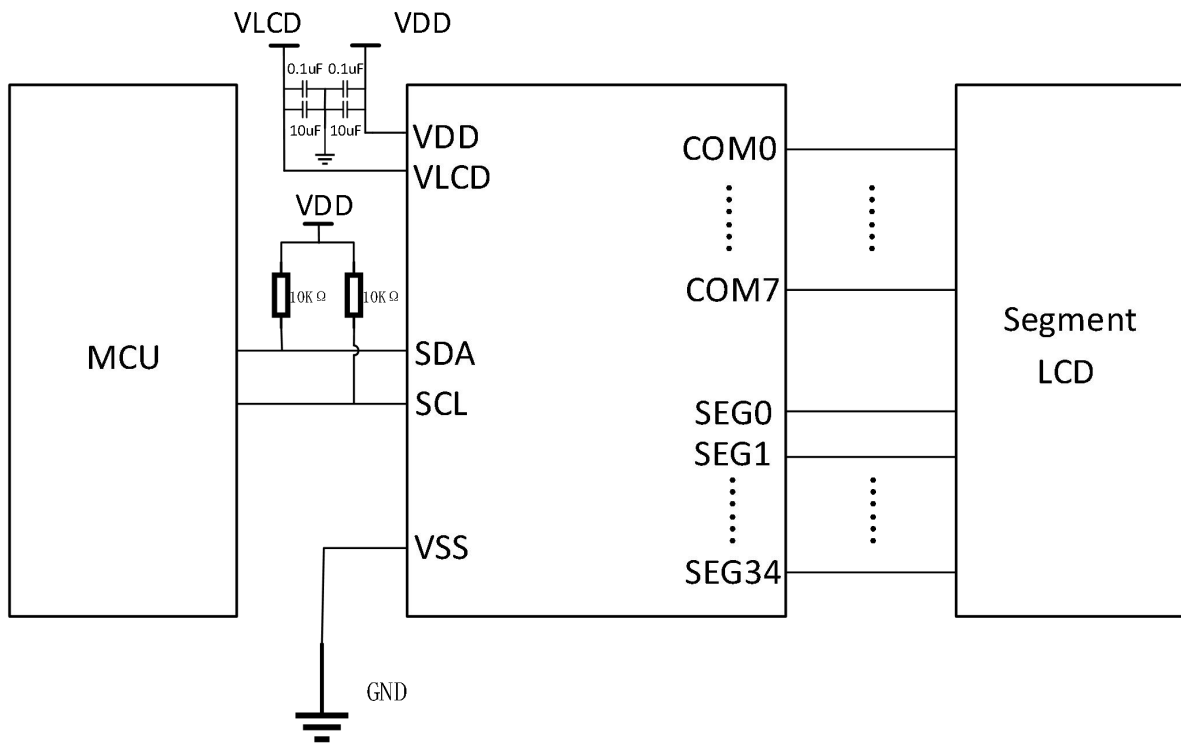 VLCD VDD
0.1uF 0.1uF
10uF 10uF
VDD
VLCD
VDD
10KΩ 10KΩ
MCU
SDA
SCL
VSS
GND
COM0
COM7
SEG0
SEG1
SEG34
Segment
LCD